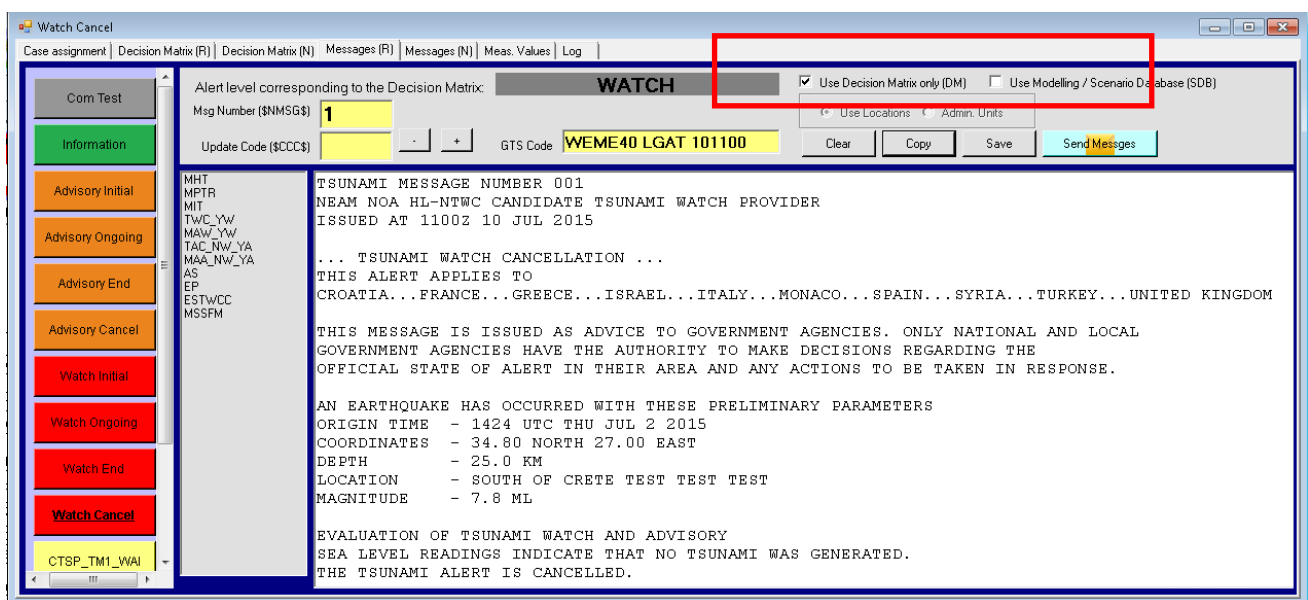 Watch Cancel
Case assignment Decision Matrix (R) Decision Matrix (N) Messages (R) Messages (N) Meas. Values Log
Com Test
Information
Advisory Initial
Advisory Ongoing
Advisory End
Advisory Cancel
Watch Initial
Watch Ongoing
Watch End
Watch Cancel
CTSP_TM1_WAI
Alert level corresponding to the Decision Matrix: WATCH
Use Decision Matrix only (DM) Use Modelling / Scenario Database (SDB)
Msg Number ($NMSG$) 1
Use Locations Admin. Units
Update Code ($CCC$) - + GTS Code WEME40 LGAT 101100 Clear Copy Save Send Messges
MHT
MPTR
MIT
TWC_YW
MAW_YW
TAC_NW_YA
MAA_NW_YA
AS
EP
ESTWCC
MSSFM
TSUNAMI MESSAGE NUMBER 001
NEAM NOA HL-NTWC CANDIDATE TSUNAMI WATCH PROVIDER
ISSUED AT 1100Z 10 JUL 2015
... TSUNAMI WATCH CANCELLATION ...
THIS ALERT APPLIES TO
CROATIA...FRANCE...GREECE...ISRAEL...ITALY...MONACO...SPAIN...SYRIA...TURKEY...UNITED KINGDOM
THIS MESSAGE IS ISSUED AS ADVICE TO GOVERNMENT AGENCIES. ONLY NATIONAL AND LOCAL
GOVERNMENT AGENCIES HAVE THE AUTHORITY TO MAKE DECISIONS REGARDING THE
OFFICIAL STATE OF ALERT IN THEIR AREA AND ANY ACTIONS TO BE TAKEN IN RESPONSE.
AN EARTHQUAKE HAS OCCURRED WITH THESE PRELIMINARY PARAMETERS
ORIGIN TIME - 1424 UTC THU JUL 2 2015
COORDINATES - 34.80 NORTH 27.00 EAST
DEPTH - 25.0 KM
LOCATION - SOUTH OF CRETE TEST TEST TEST
MAGNITUDE - 7.8 ML
EVALUATION OF TSUNAMI WATCH AND ADVISORY
SEA LEVEL READINGS INDICATE THAT NO TSUNAMI WAS GENERATED.
THE TSUNAMI ALERT IS CANCELLED.